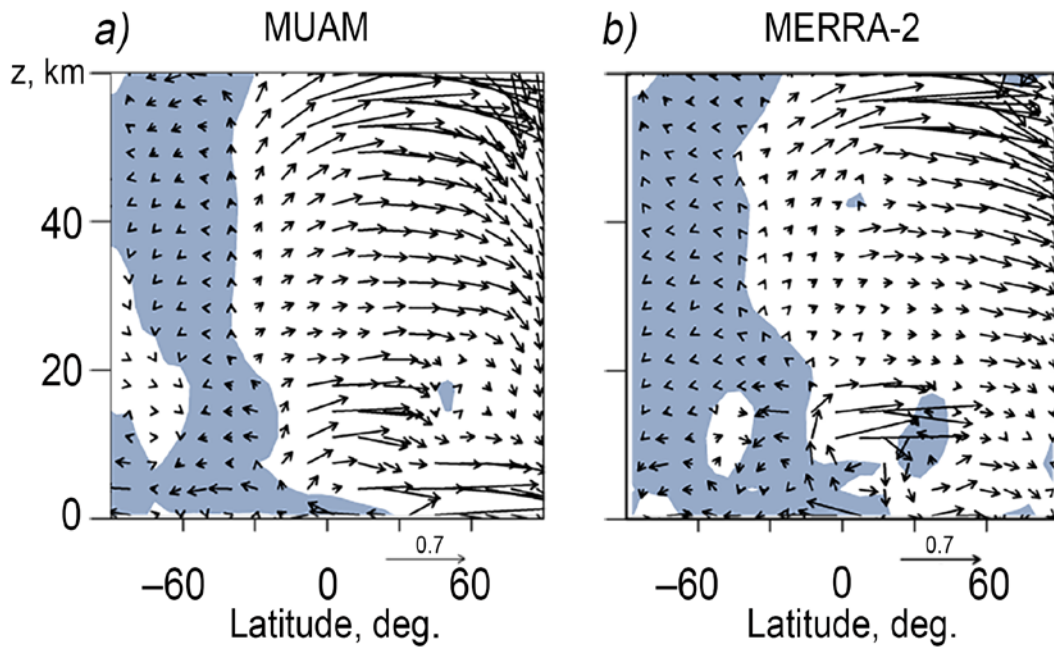 a) MUAM
z, km
40
20
0
0.7
–60 0 60
Latitude, deg.
b) MERRA-2
0.7
–60 0 60
Latitude, deg.